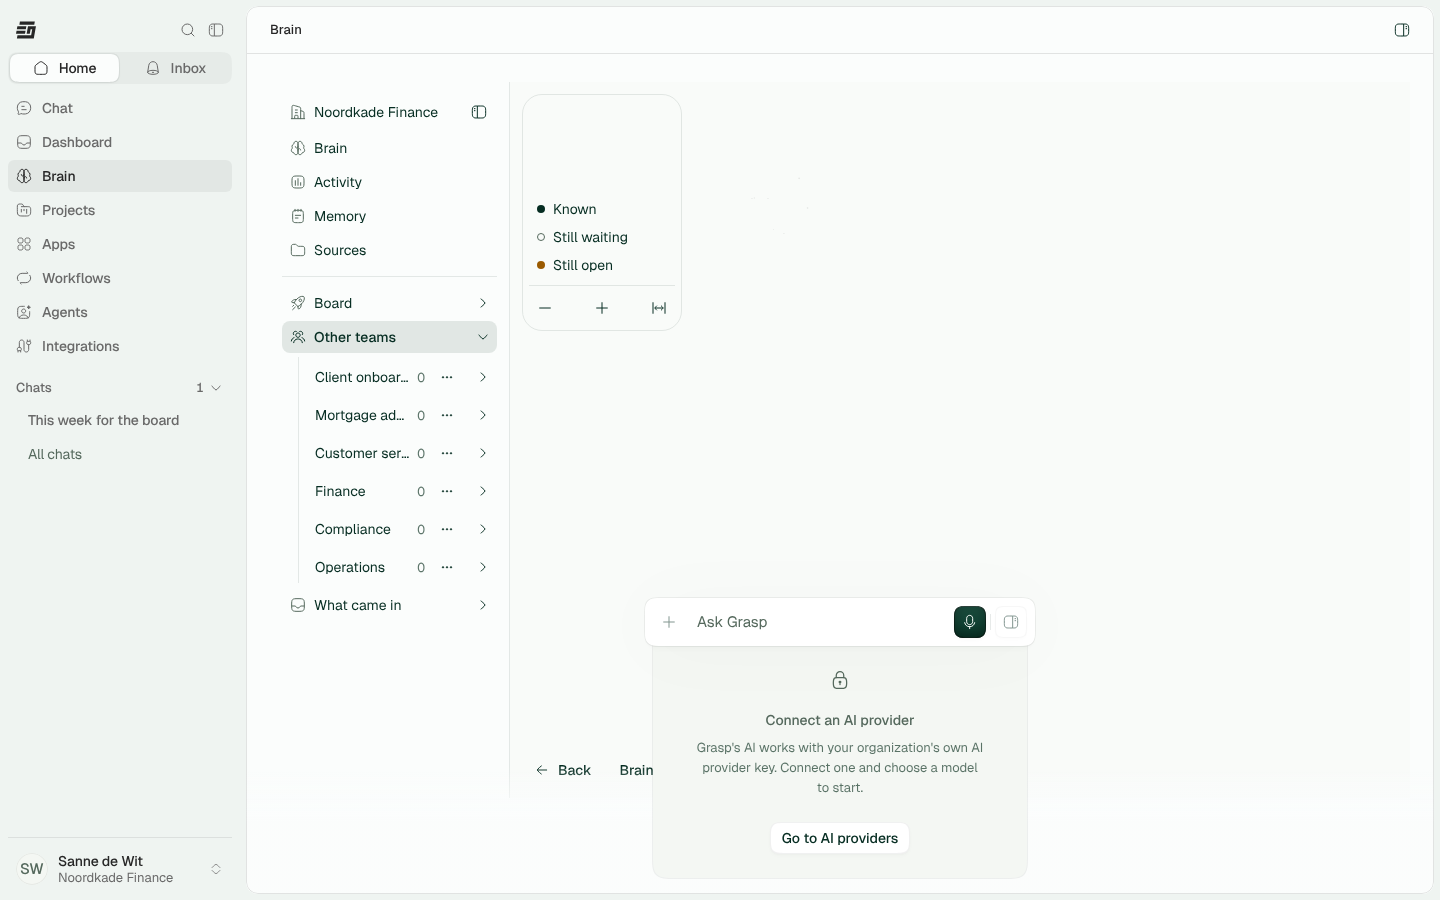 Brain
Home
Inbox
Chat
Dashboard
Brain
Projects
Apps
Workflows
Agents
Integrations
Chats 1
This week for the board
All chats
SW
Sanne de Wit
Noordkade Finance
Noordkade Finance
Brain
Activity
Memory
Sources
Board
Other teams
Client onboar... 0
Mortgage ad... 0
Customer ser... 0
Finance 0
Compliance 0
Operations 0
What came in
Known
Still waiting
Still open
Back Brain
Ask Grasp
Connect an AI provider
Grasp's AI works with your organization's own AI
provider key. Connect one and choose a model
to start.
Go to AI providers